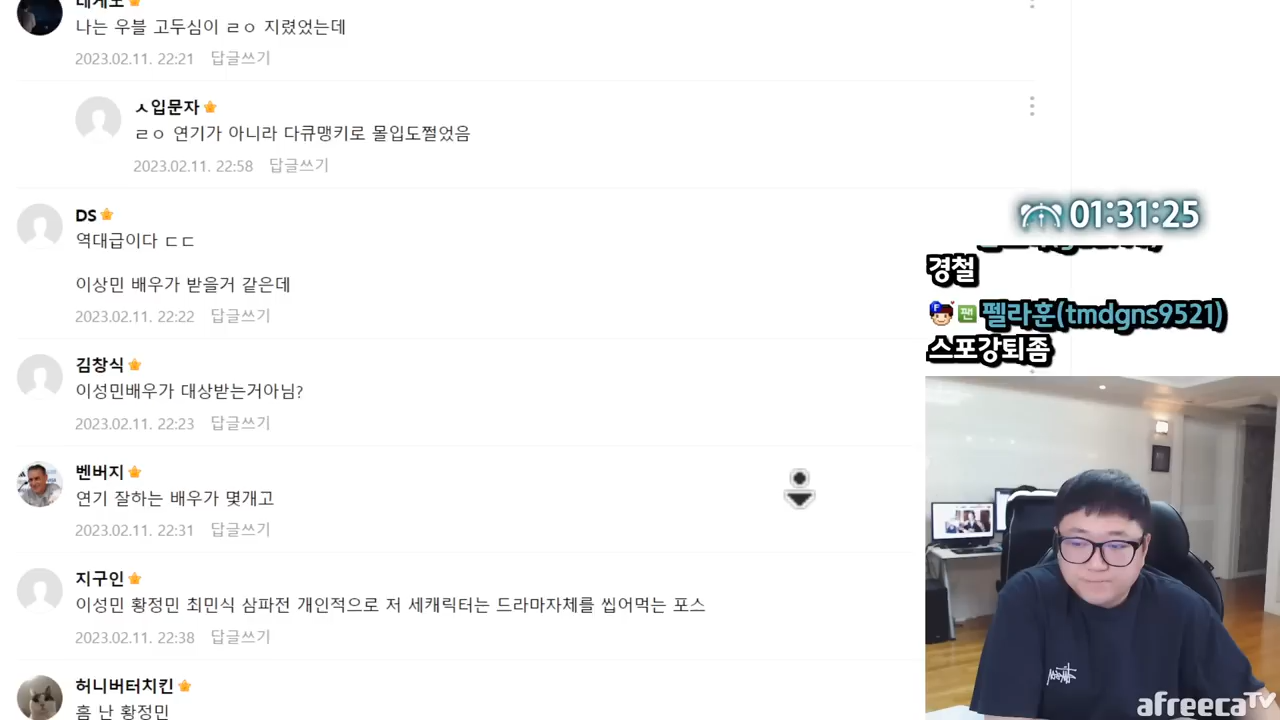 나는 우블 고두심이 ㄹㅇ 지렸었는데
2023.02.11. 22:21 답글쓰기
ㅅ입문자
ㄹㅇ 연기가 아니라 다큐맹키로 몰입도쩔었음
2023.02.11. 22:58 답글쓰기
DS
역대급이다 ㄷㄷ
이상민 배우가 받을거 같은데
2023.02.11. 22:22 답글쓰기
김창식
이성민배우가 대상받는거아님?
2023.02.11. 22:23 답글쓰기
벤버지
연기 잘하는 배우가 몇개고
2023.02.11. 22:31 답글쓰기
지구인
이성민 황정민 최민식 삼파전 개인적으로 저 세캐릭터는 드라마자체를 씹어먹는 포스
2023.02.11. 22:38 답글쓰기
허니버터치킨
흠 난 황정민
01:31:25
경철
F 팬 펠라훈(tmdgns9521)
스포강퇴좀
afreecaTV